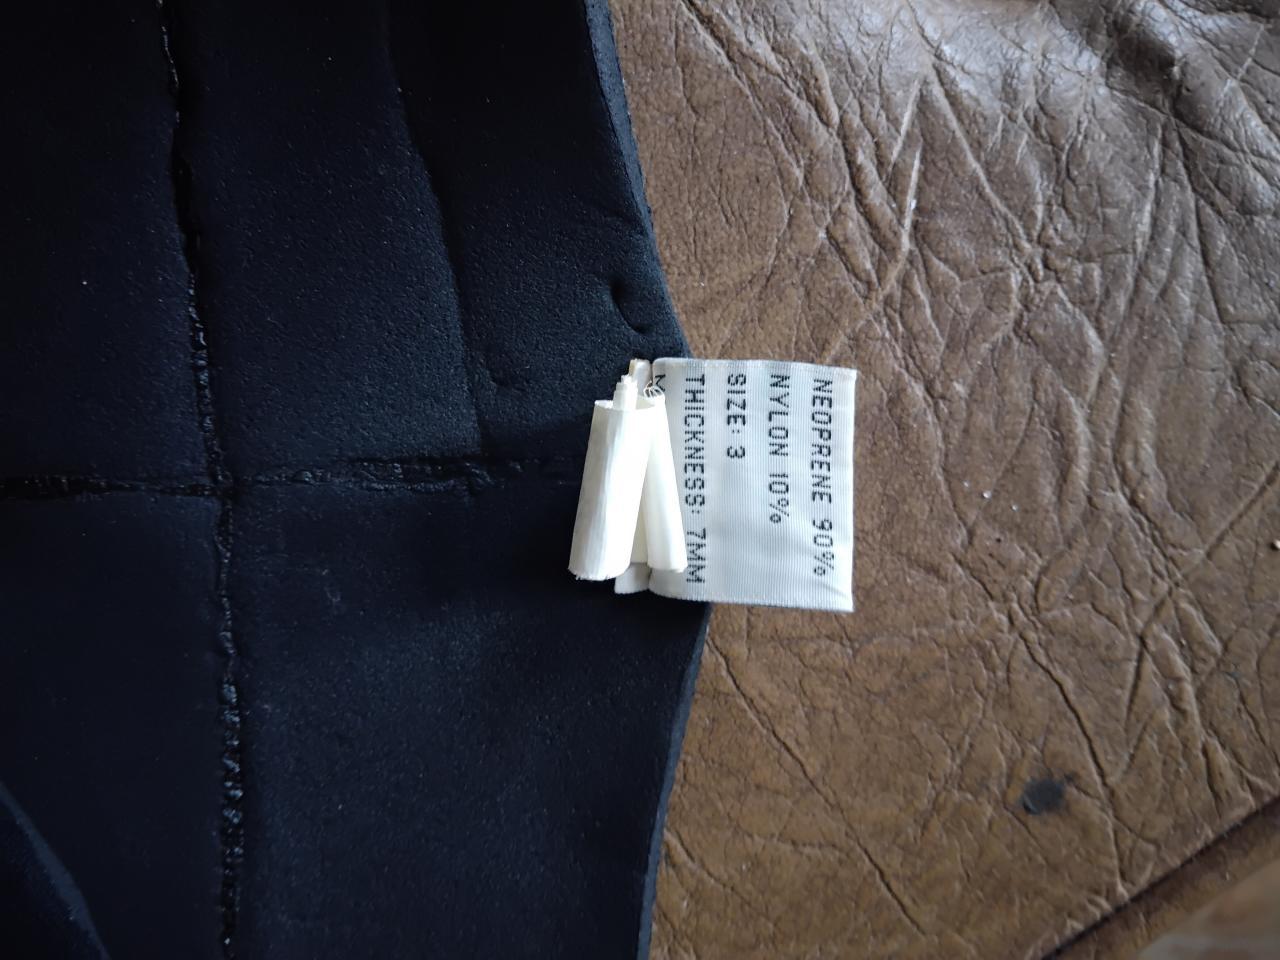 NEOPRENE 90%
NYLON 10%
SIZE: 3
THICKNESS: 7MM